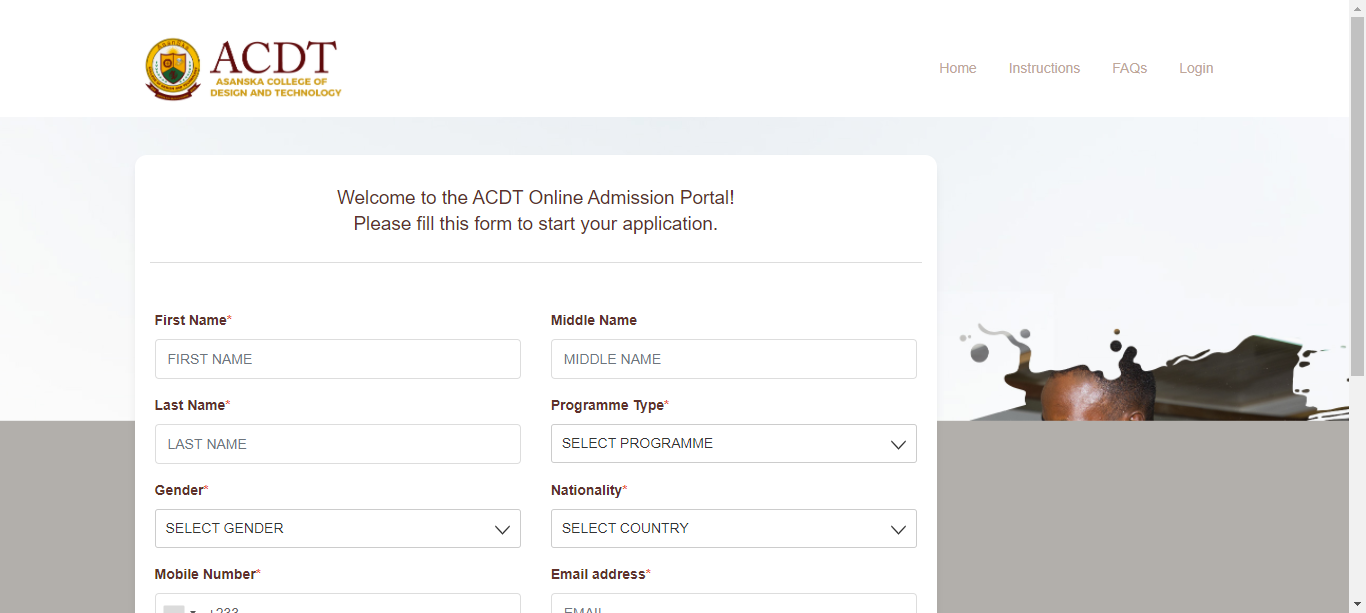 ACDT
ASANSKA COLLEGE OF
DESIGN AND TECHNOLOGY
Home
Instructions
FAQs
Login
Welcome to the ACDT Online Admission Portal!
Please fill this form to start your application.
First Name*
Middle Name
FIRST NAME
MIDDLE NAME
Last Name*
Programme Type*
LAST NAME
SELECT PROGRAMME
Gender*
Nationality*
SELECT GENDER
SELECT COUNTRY
Mobile Number*
Email address*
+233
EMAIL